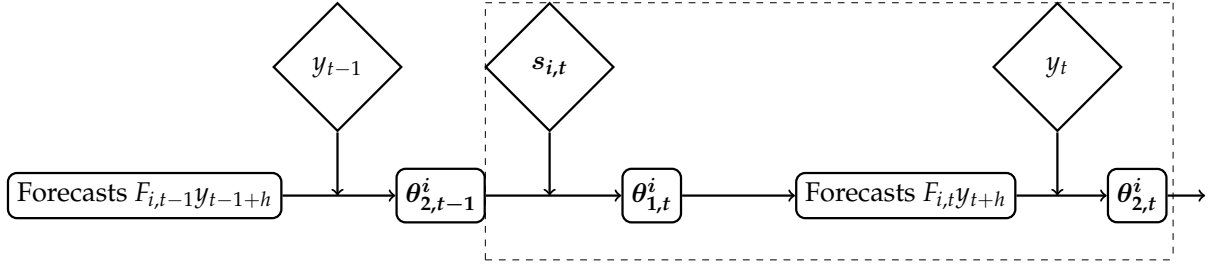 y_{t−1}
s_{i,t}
y_t
Forecasts F_{i,t−1}y_{t−1+h}
θ^i_{2,t−1}
θ^i_{1,t}
Forecasts F_{i,t}y_{t+h}
θ^i_{2,t}